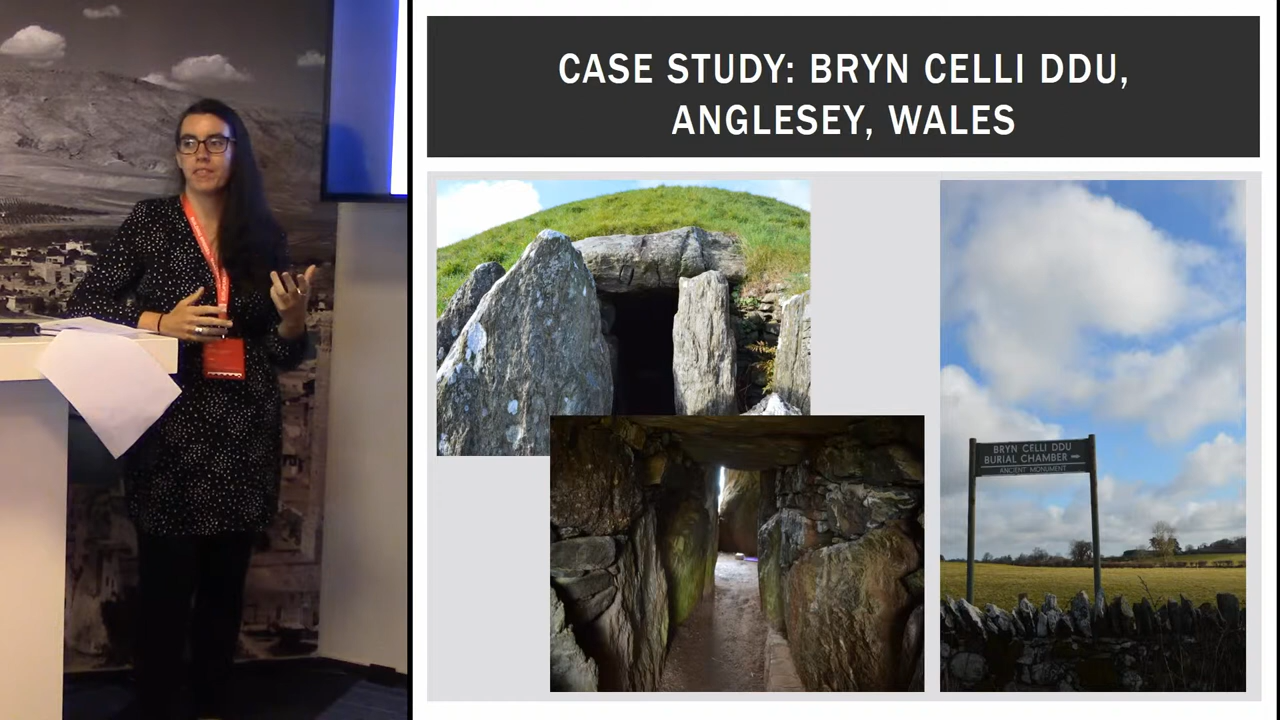 CASE STUDY: BRYN CELLI DDU,
ANGLESEY, WALES
BRYN CELLI DDU
BURIAL CHAMBER
ANCIENT MONUMENT